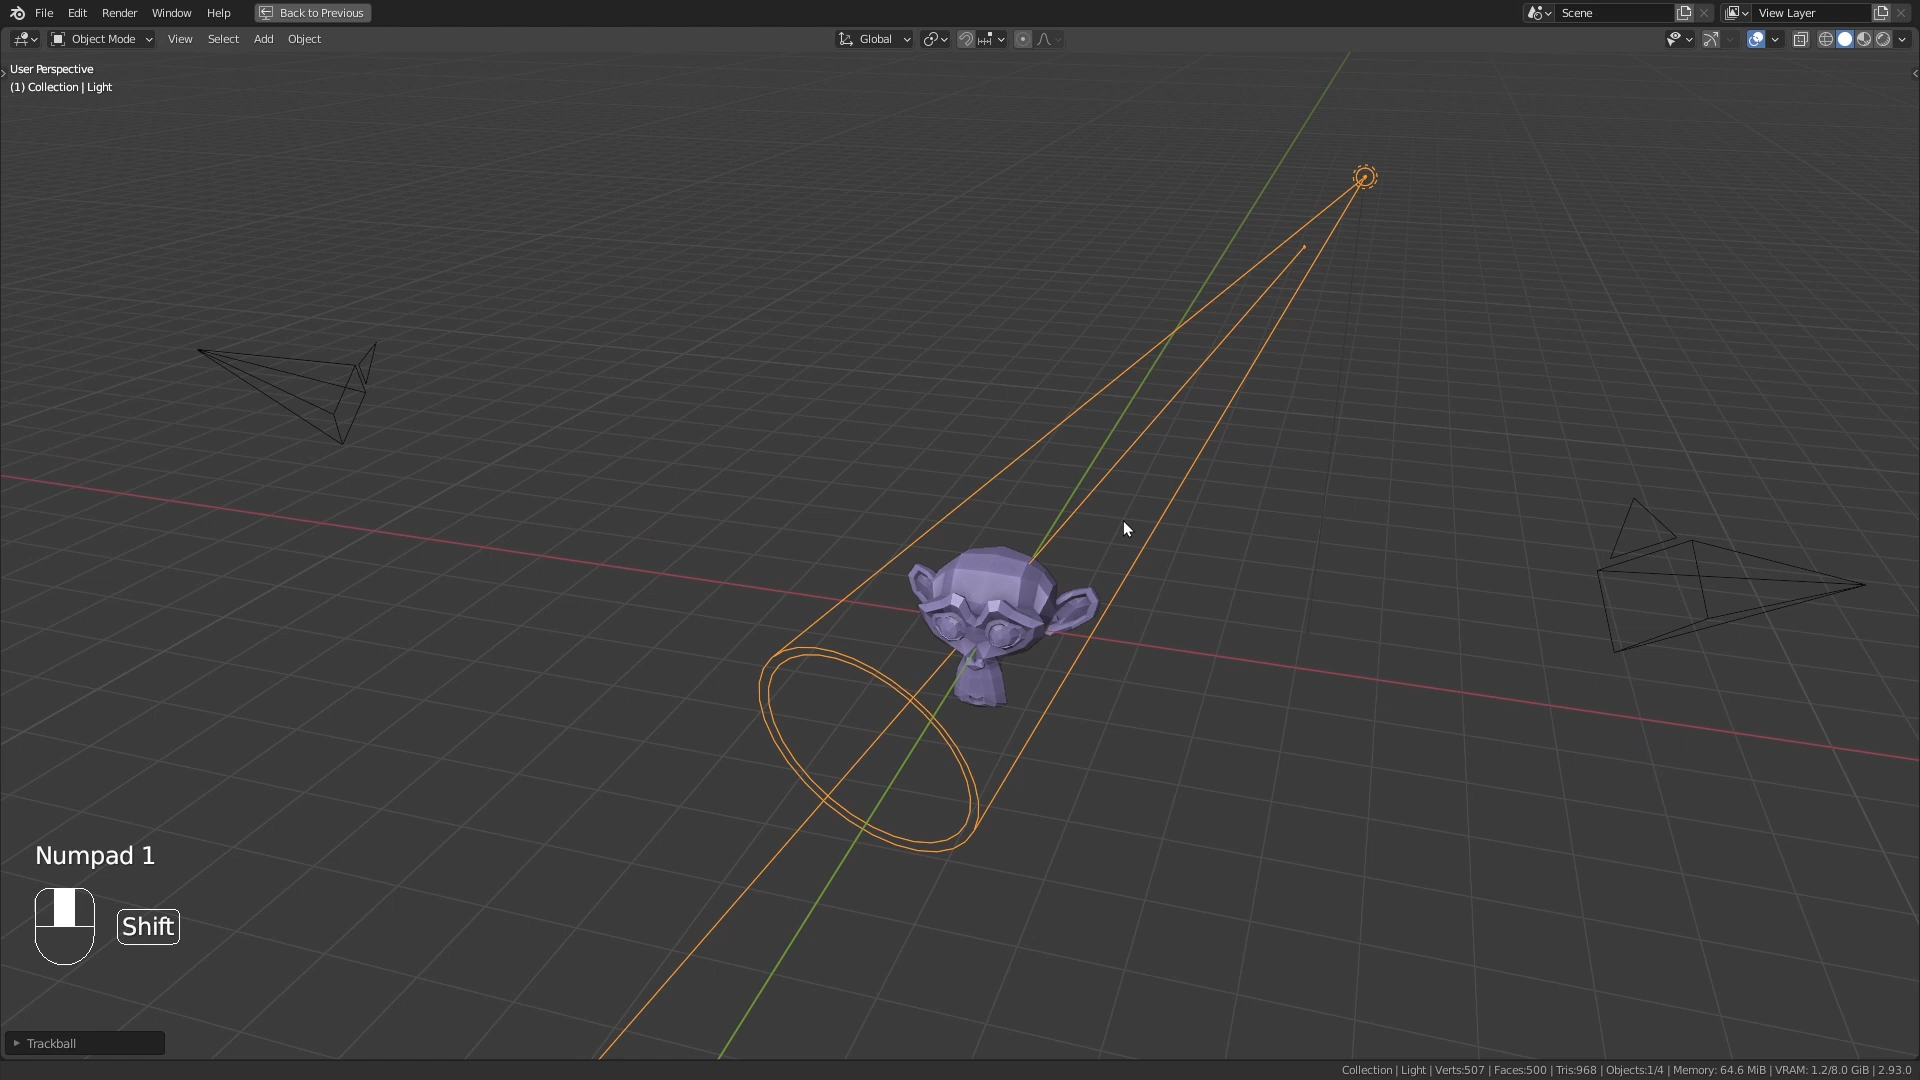 File Edit Render Window Help Back to Previous Scene View Layer
Object Mode View Select Add Object Global
User Perspective
(1) Collection | Light
Numpad 1
Shift
Trackball
Collection | Light | Verts:507 | Faces:500 | Tris:968 | Objects:1/4 | Memory: 64.6 MiB | VRAM: 1.2/8.0 GiB | 2.93.0